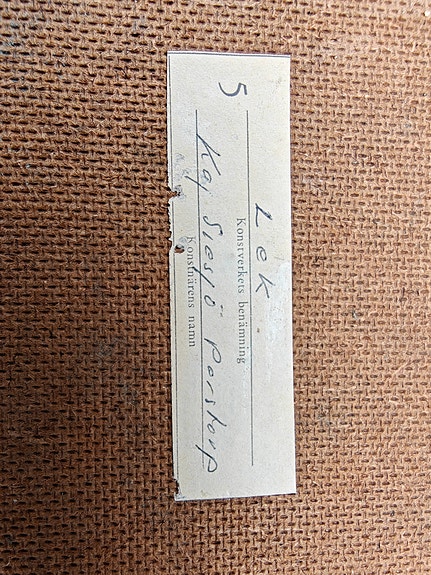 5
Lek
Konstverkets benämning
Kaj Siesjö Perstorp
Konstnärens namn